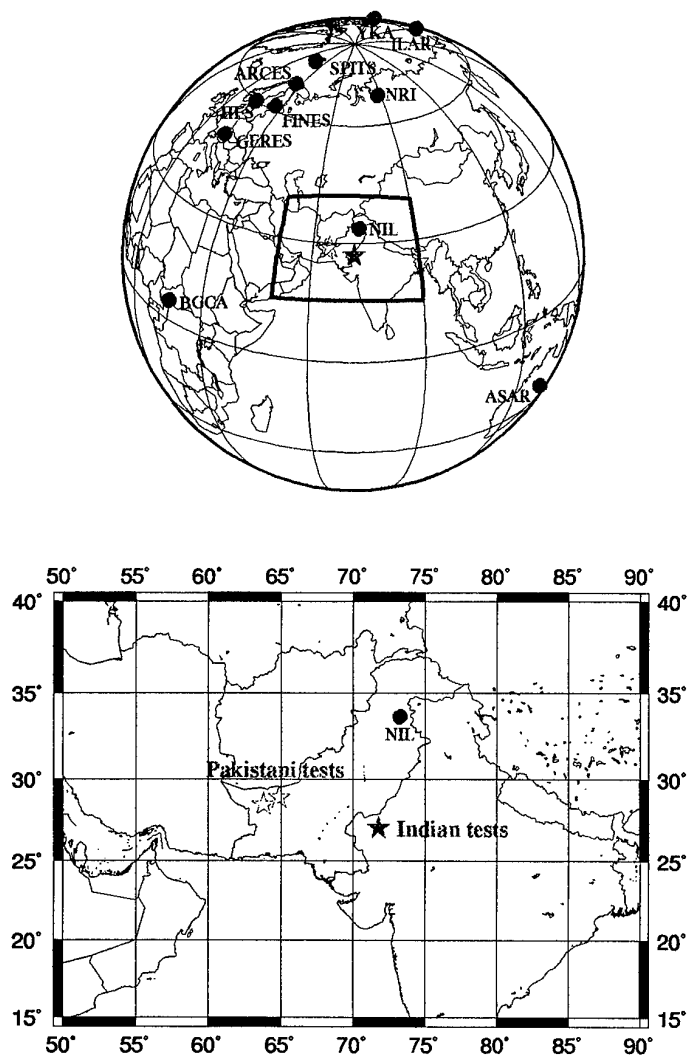 YKA
ILAR
ARCES
SPITS
NRI
HFS
FINES
GERES
NIL
BGCA
ASAR
50° 55° 60° 65° 70° 75° 80° 85° 90°
40° 40°
35° 35°
NIL
Pakistani tests
30° 30°
Indian tests
25° 25°
20° 20°
15° 15°
50° 55° 60° 65° 70° 75° 80° 85° 90°